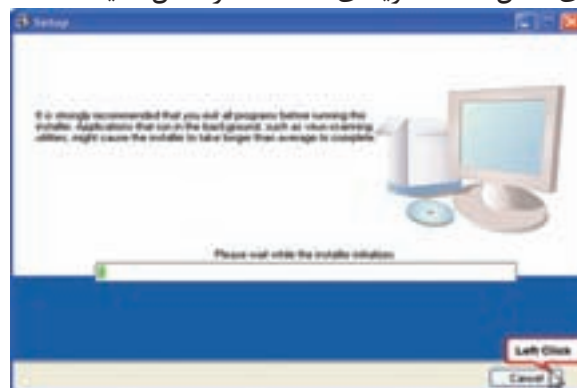 Setup
It is strongly recommended that you exit all programs before running this
installer. Applications that run in the background, such as virus-scanning
utilities, might cause the installer to take longer than average to complete.
Please wait while the installer initializes
Left Click
Cancel